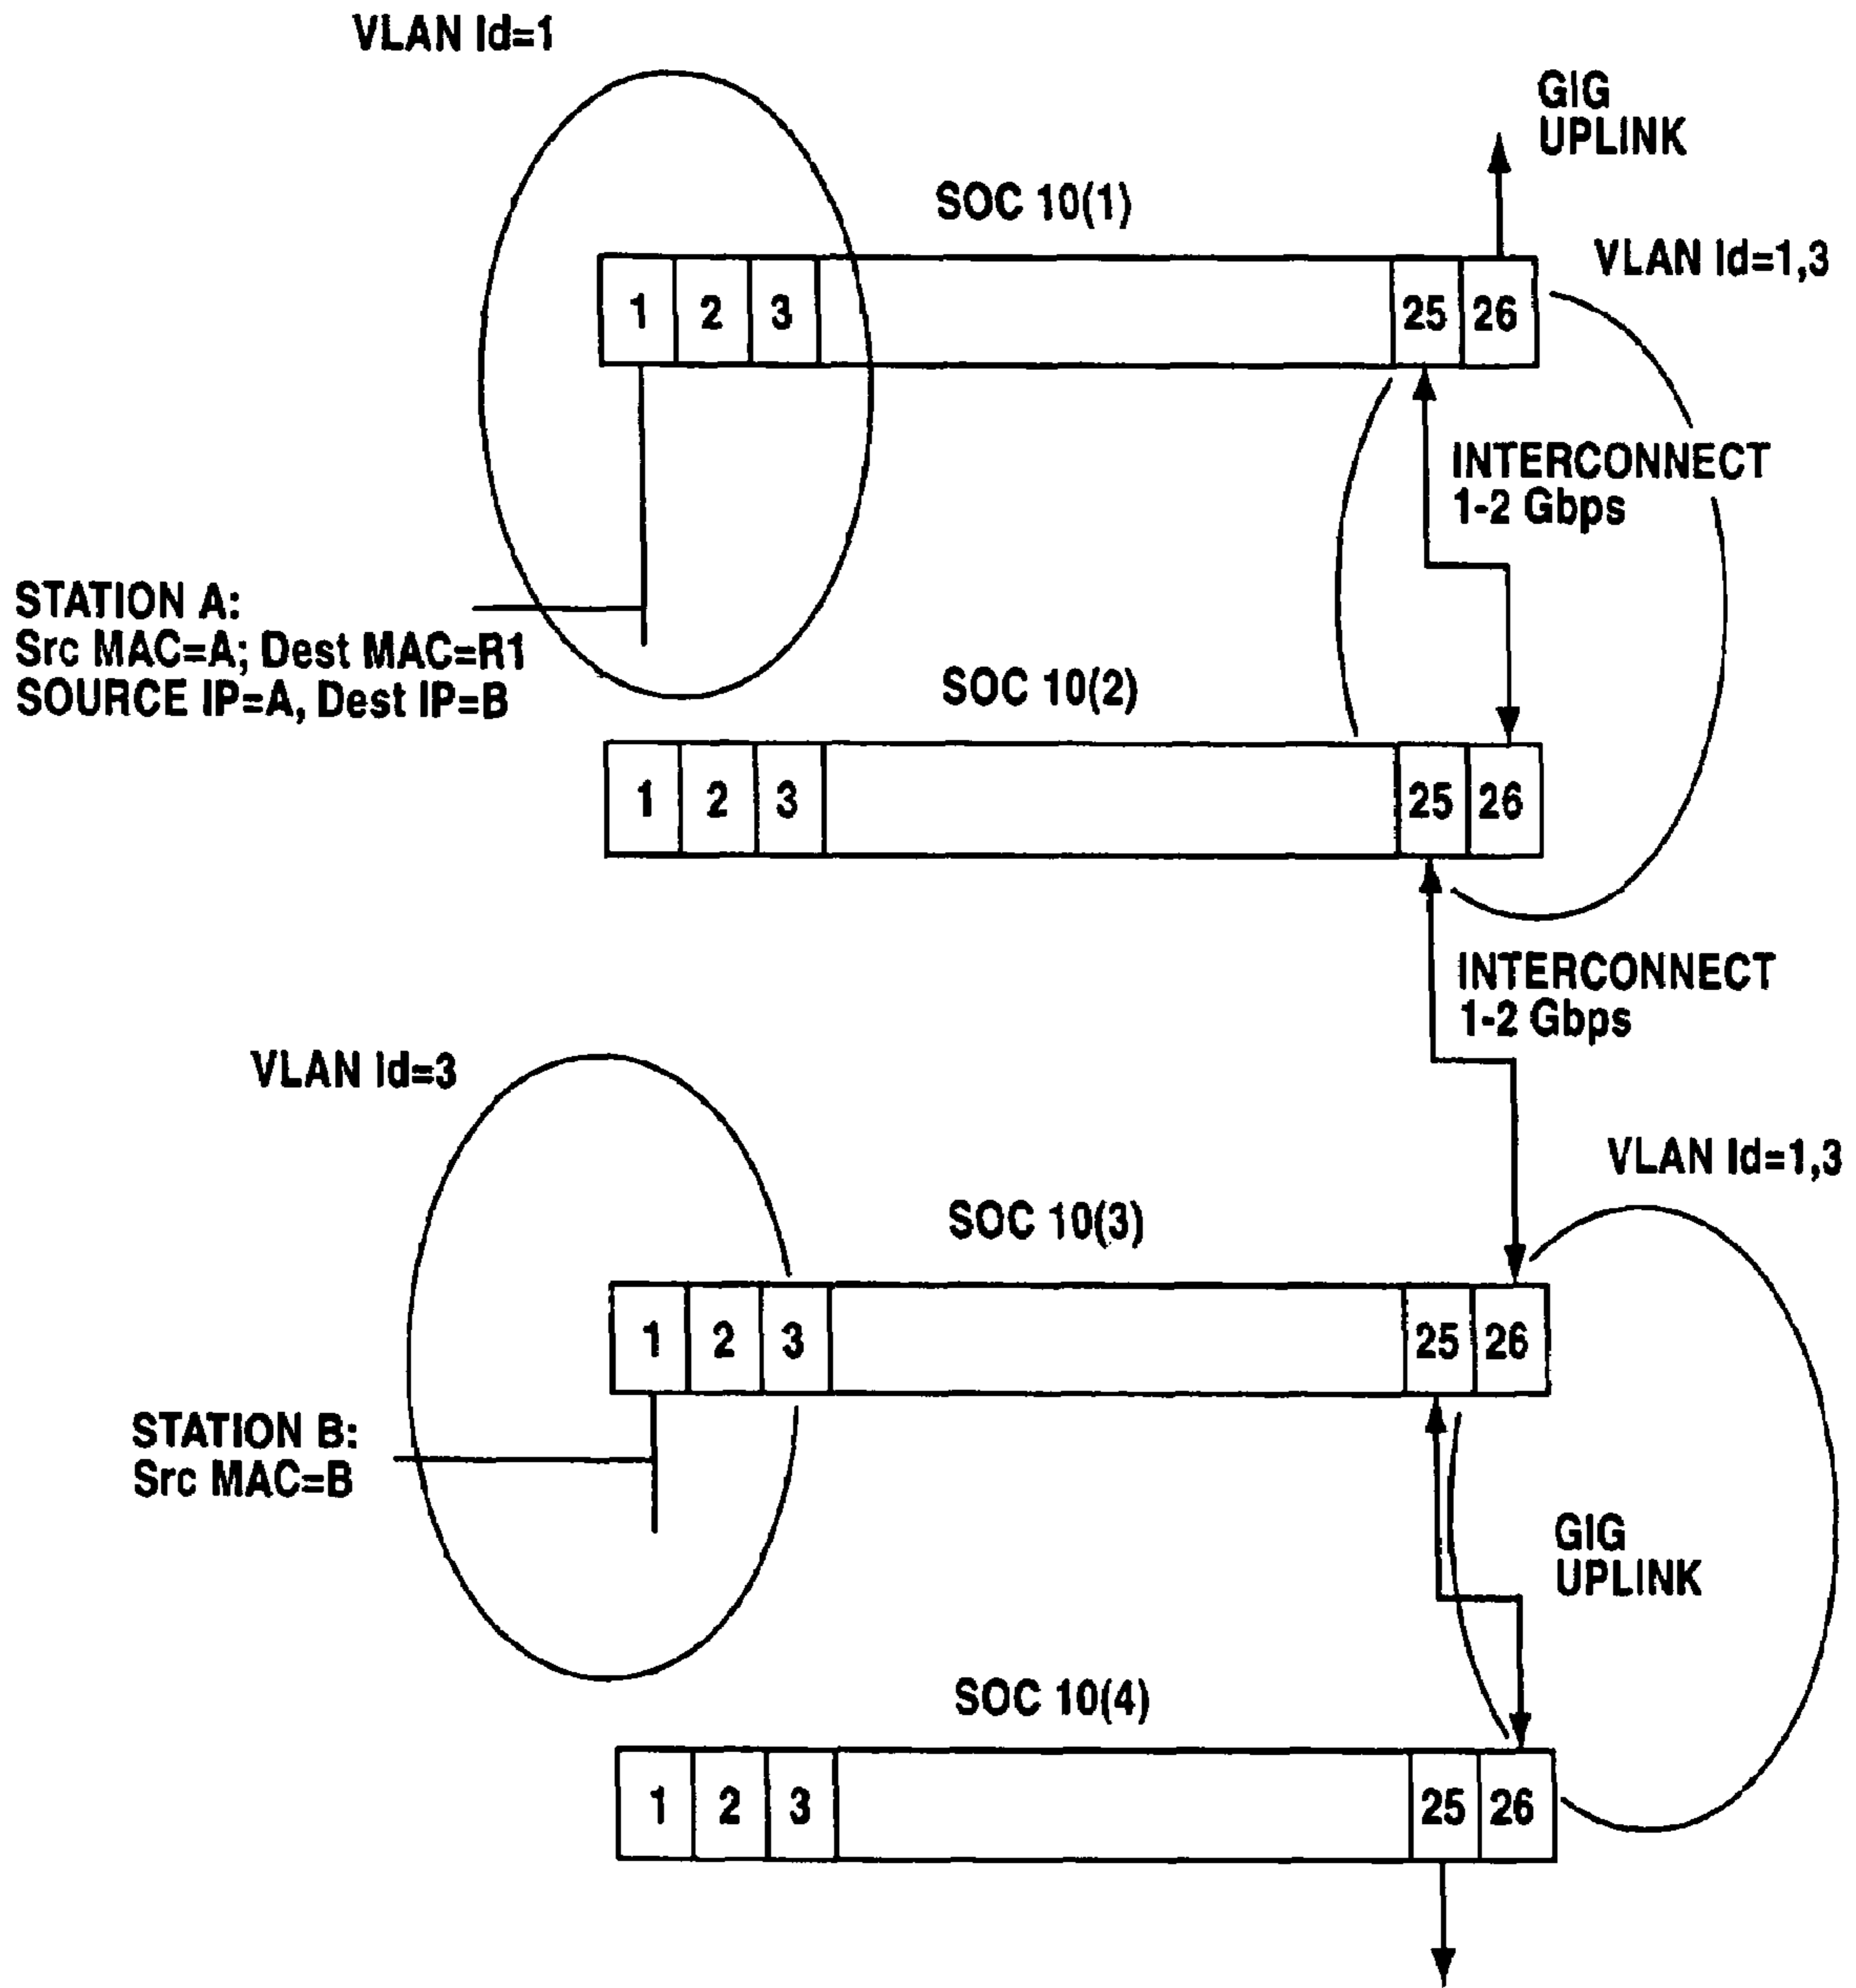 VLAN Id=1
GIG
UPLINK
SOC 10(1)
VLAN Id=1,3
1 2 3 25 26
INTERCONNECT
1-2 Gbps
STATION A:
Src MAC=A; Dest MAC=R1
SOURCE IP=A, Dest IP=B
SOC 10(2)
1 2 3 25 26
INTERCONNECT
1-2 Gbps
VLAN Id=3
VLAN Id=1,3
SOC 10(3)
1 2 3 25 26
STATION B:
Src MAC=B
GIG
UPLINK
SOC 10(4)
1 2 3 25 26